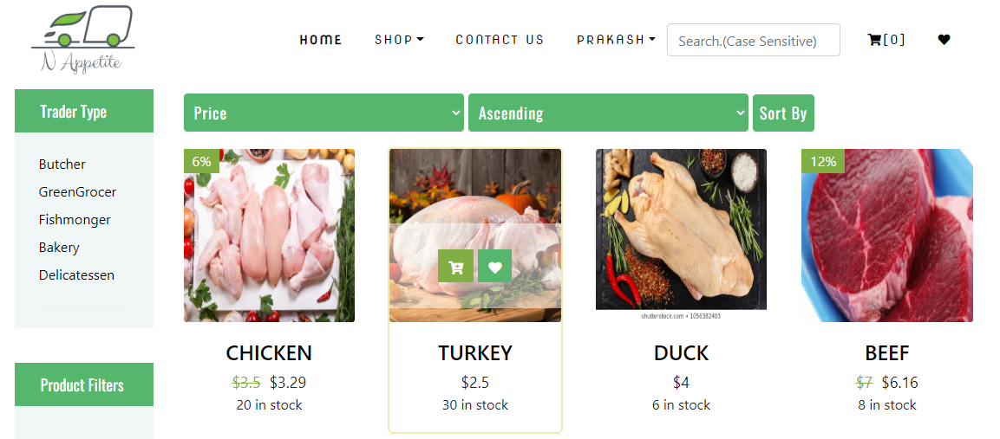 N Appetite
HOME
SHOP
CONTACT US
PRAKASH
Search.(Case Sensitive)
[0]
Trader Type
Butcher
GreenGrocer
Fishmonger
Bakery
Delicatessen
Product Filters
Price
Ascending
Sort By
6%
12%
shutterstock.com • 1056382403
CHICKEN
$3.5 $3.29
20 in stock
TURKEY
$2.5
30 in stock
DUCK
$4
6 in stock
BEEF
$7 $6.16
8 in stock